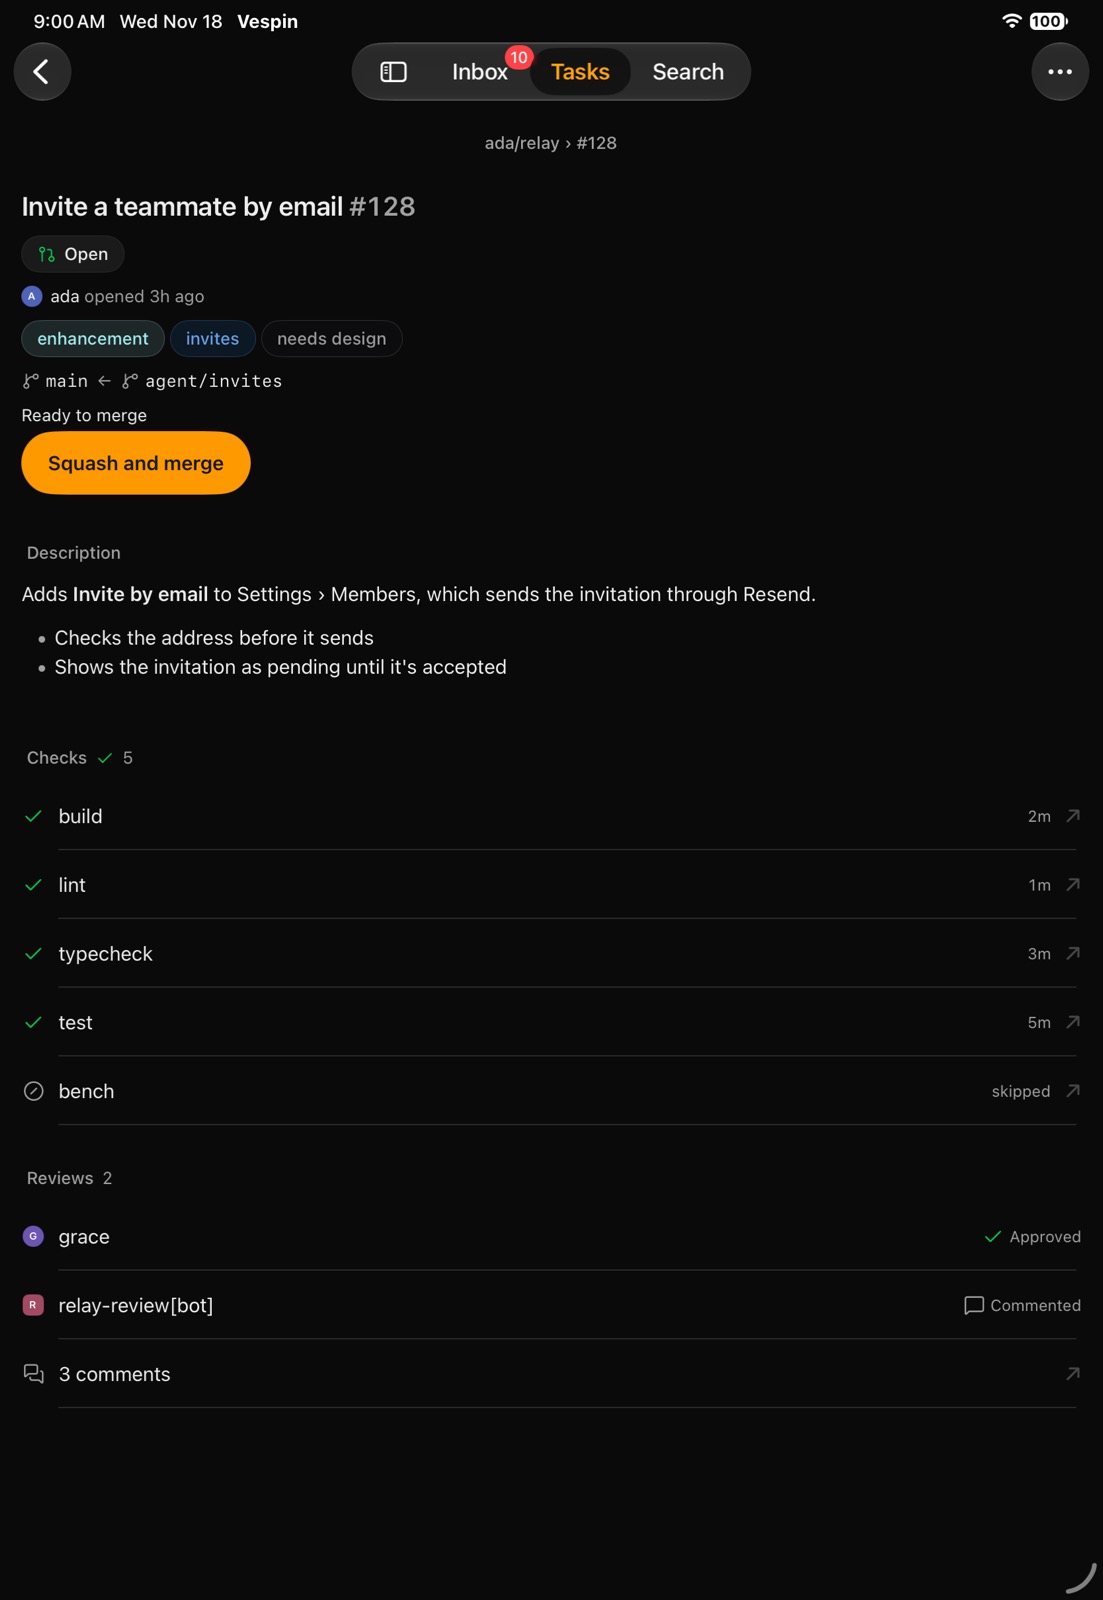 9:00 AM Wed Nov 18 Vespin 100
Inbox 10 Tasks Search
ada/relay › #128
Invite a teammate by email #128
Open
A ada opened 3h ago
enhancement invites needs design
main ← agent/invites
Ready to merge
Squash and merge
Description
Adds Invite by email to Settings › Members, which sends the invitation through Resend.
• Checks the address before it sends
• Shows the invitation as pending until it's accepted
Checks ✓ 5
build 2m
lint 1m
typecheck 3m
test 5m
bench skipped
Reviews 2
G grace Approved
R relay-review[bot] Commented
3 comments